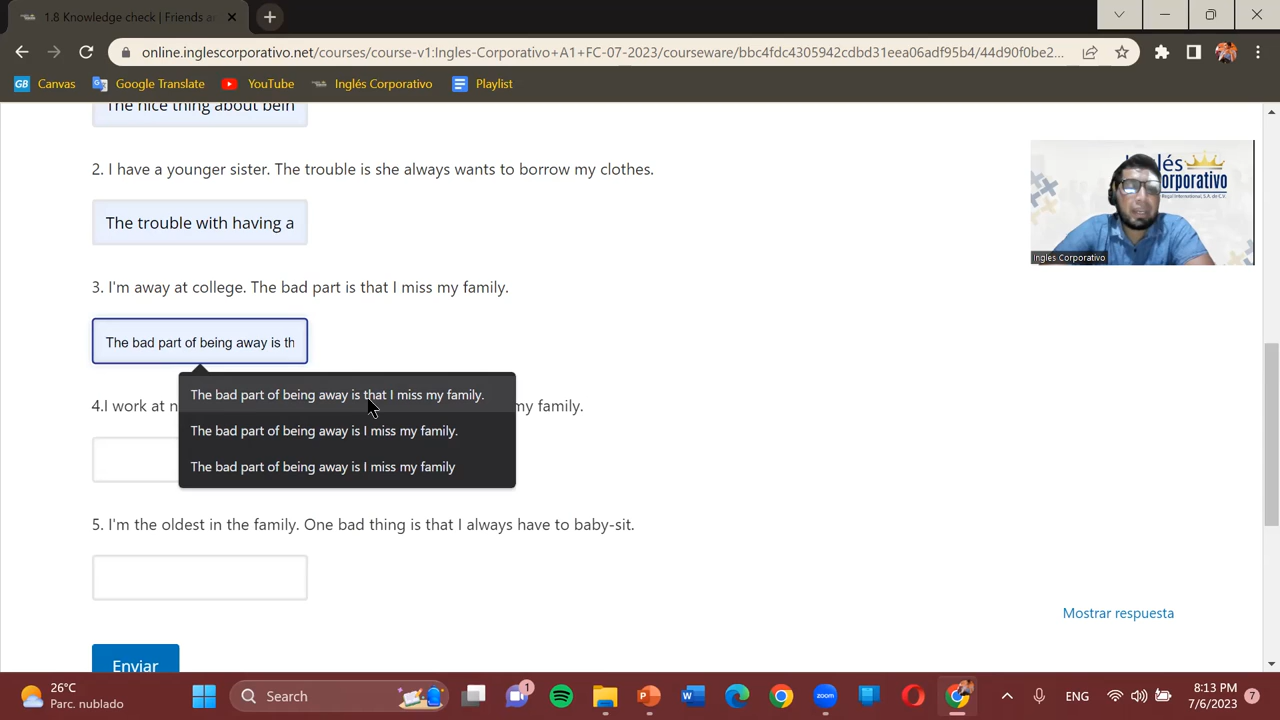 1.8 Knowledge check | Friends a
online.inglescorporativo.net/courses/course-v1:Ingles-Corporativo+A1+FC-07-2023/courseware/bbc4fdc4305942cdbd31eea06adf95b4/44d90f0be2...
GB Canvas
Google Translate
YouTube
Inglés Corporativo
Playlist
The nice thing about bein
2. I have a younger sister. The trouble is she always wants to borrow my clothes.
The trouble with having a
3. I'm away at college. The bad part is that I miss my family.
The bad part of being away is th
The bad part of being away is that I miss my family.
4.I work at n my family.
The bad part of being away is I miss my family.
The bad part of being away is I miss my family
5. I'm the oldest in the family. One bad thing is that I always have to baby-sit.
Mostrar respuesta
Enviar
Inglés
Corporativo
Ingles Corporativo
26°C
Parc. nublado
Search
1
W
zoom
ENG
8:13 PM
7/6/2023
7